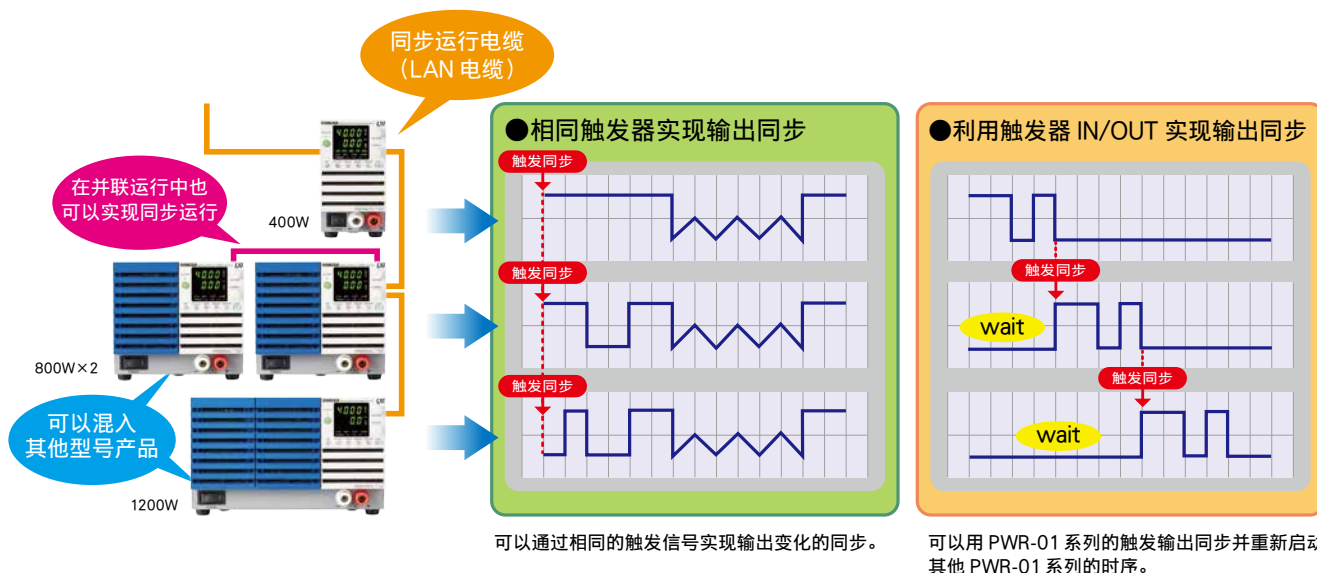 同步运行电缆
（LAN 电缆）
在并联运行中也
可以实现同步运行
400W
800W×2
可以混入
其他型号产品
1200W
●相同触发器实现输出同步
触发同步
触发同步
触发同步
可以通过相同的触发信号实现输出变化的同步。
●利用触发器 IN/OUT 实现输出同步
触发同步
wait
触发同步
wait
可以用 PWR-01 系列的触发输出同步并重新启动
其他 PWR-01 系列的时序。